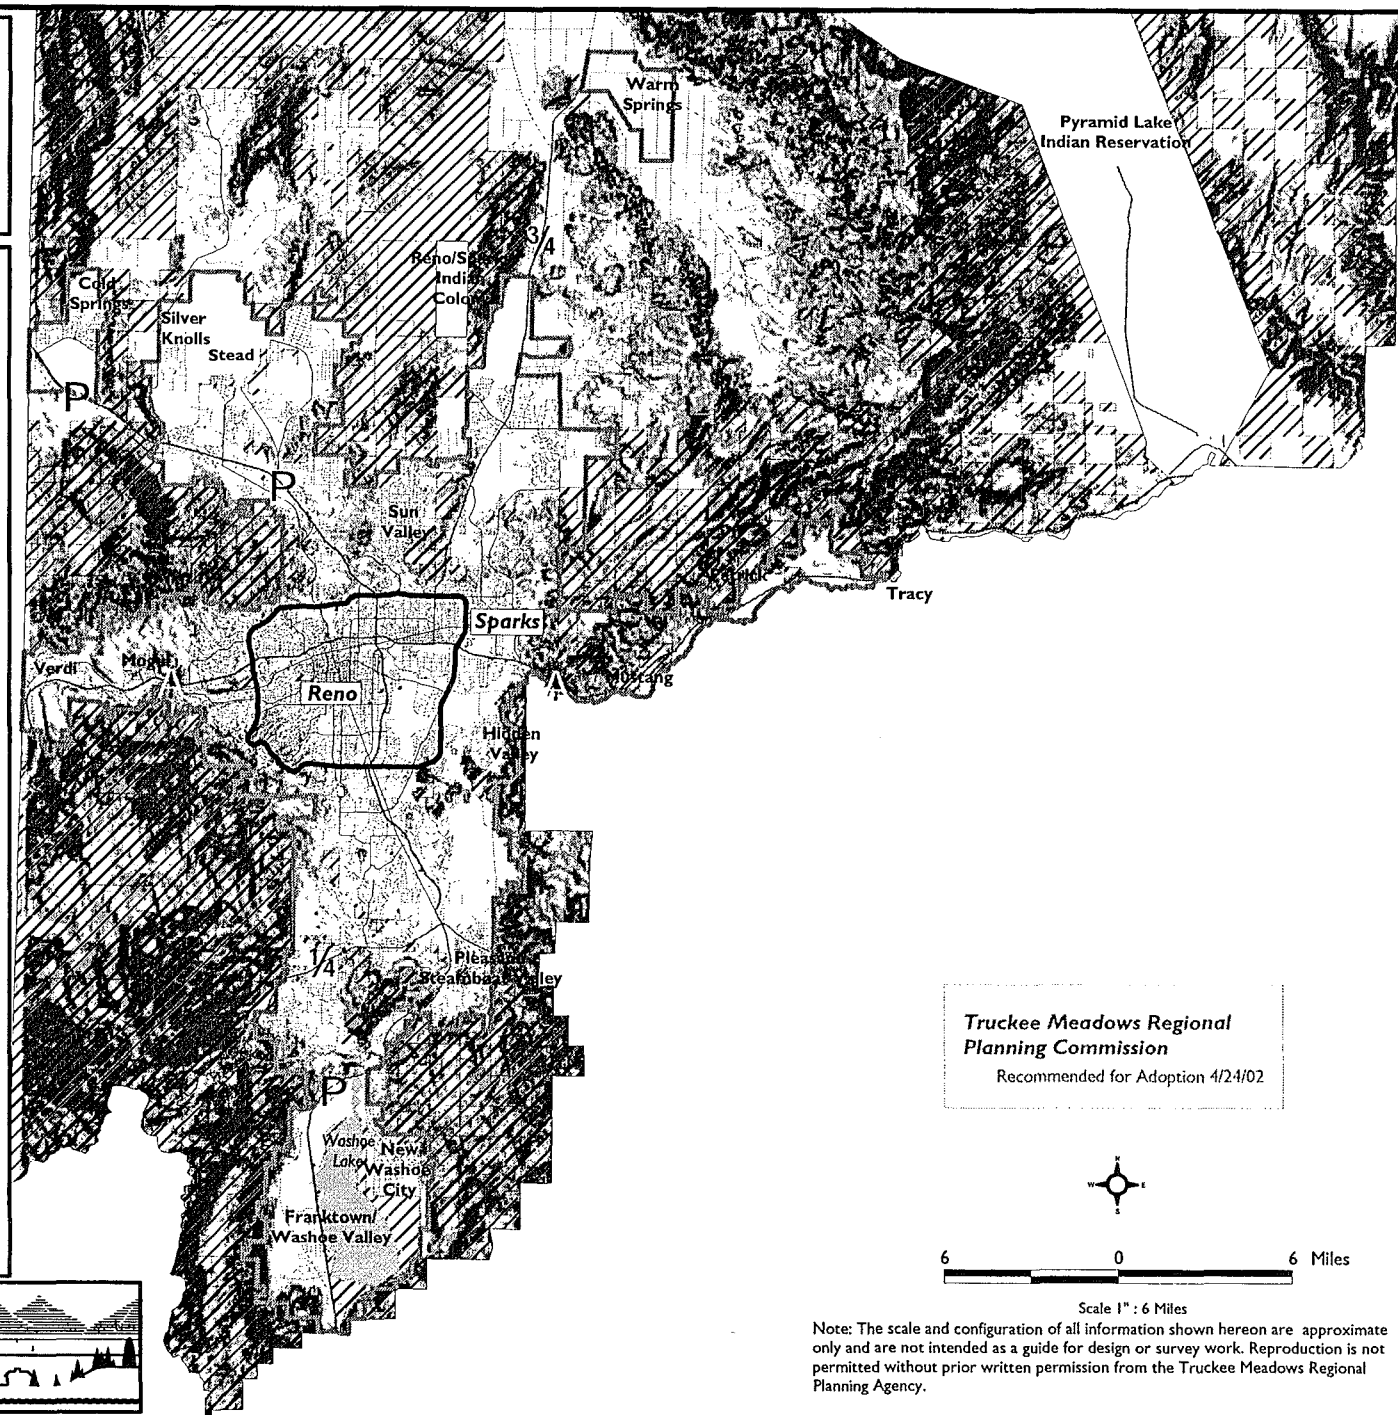 Warm
Springs
Pyramid Lake
Indian Reservation
3/4
Cold
Springs
Silver
Knolls
Stead
P
P
Sun
Valley
Tracy
Sparks
Verdi
Reno
Hidden
Valley
1/4
Valley
P
Washoe
Lake
New
Washoe
City
Franktown/
Washoe Valley
Truckee Meadows Regional
Planning Commission
Recommended for Adoption 4/24/02
N
W E
S
6 0 6 Miles
Scale 1" : 6 Miles
Note: The scale and configuration of all information shown hereon are approximate
only and are not intended as a guide for design or survey work. Reproduction is not
permitted without prior written permission from the Truckee Meadows Regional
Planning Agency.